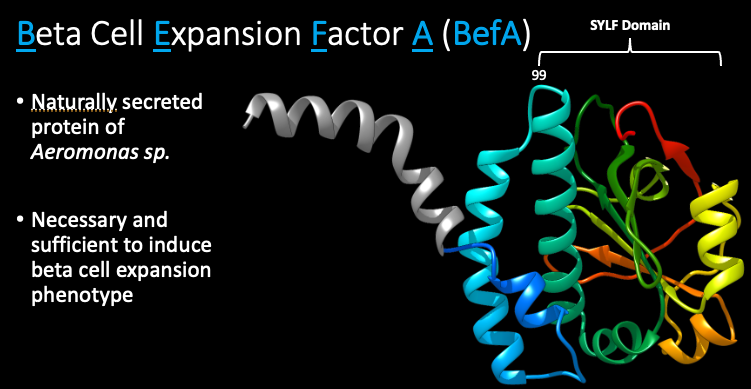 Beta Cell Expansion Factor A (BefA)
SYLF Domain
99
• Naturally secreted
protein of
Aeromonas sp.
• Necessary and
sufficient to induce
beta cell expansion
phenotype